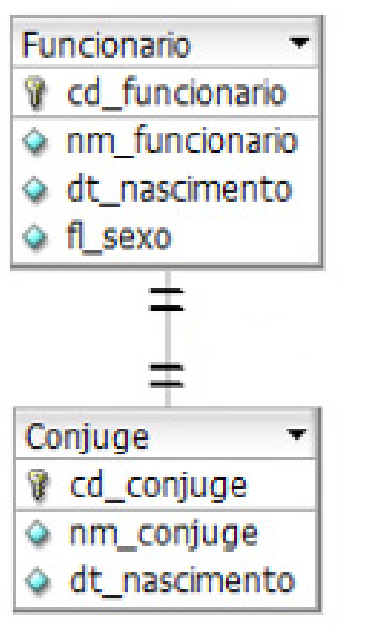 Funcionario
cd_funcionario
nm_funcionario
dt_nascimento
fl_sexo
Conjuge
cd_conjuge
nm_conjuge
dt_nascimento